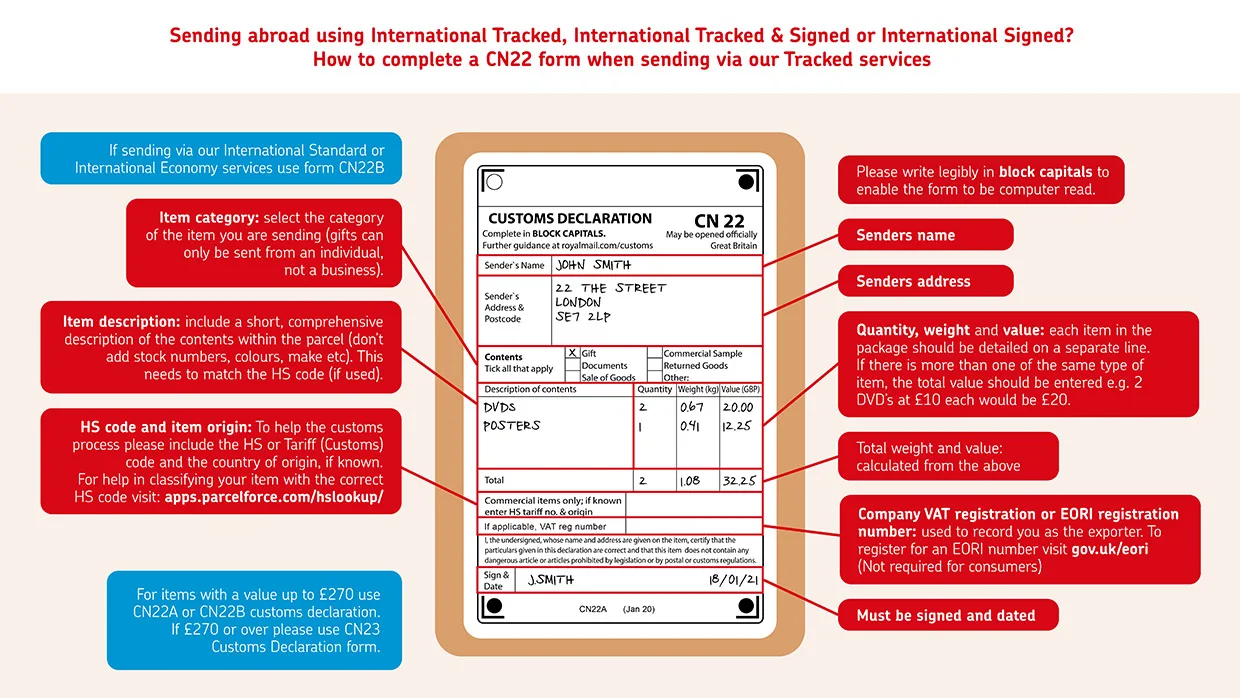 Sending abroad using International Tracked, International Tracked & Signed or International Signed?
How to complete a CN22 form when sending via our Tracked services
If sending via our International Standard or
International Economy services use form CN22B
Item category: select the category
of the item you are sending (gifts can
only be sent from an individual,
not a business).
Item description: include a short, comprehensive
description of the contents within the parcel (don't
add stock numbers, colours, make etc). This
needs to match the HS code (if used).
HS code and item origin: To help the customs
process please include the HS or Tariff (Customs)
code and the country of origin, if known.
For help in classifying your item with the correct
HS code visit: apps.parcelforce.com/hslookup/
For items with a value up to £270 use
CN22A or CN22B customs declaration.
If £270 or over please use CN23
Customs Declaration form.
CUSTOMS DECLARATION CN 22
Complete in BLOCK CAPITALS. May be opened officially
Further guidance at royalmail.com/customs Great Britain
Sender`s Name JOHN SMITH
Sender`s
Address &
Postcode
22 THE STREET
LONDON
SE7 2LP
Contents
Tick all that apply
X Gift Commercial Sample
Documents Returned Goods
Sale of Goods Other:
Description of contents Quantity Weight (kg) Value (GBP)
DVDS 2 0.67 20.00
POSTERS 1 0.41 12.25
Total 2 1.08 32.25
Commercial items only; if known
enter HS tariff no. & origin
If applicable, VAT reg number
I, the undersigned, whose name and address are given on the item, certify that the
particulars given in this declaration are correct and that this item does not contain any
dangerous article or articles prohibited by legislation or by postal or customs regulations.
Sign &
Date
J.SMITH 18/01/21
CN22A (Jan 20)
Please write legibly in block capitals to
enable the form to be computer read.
Senders name
Senders address
Quantity, weight and value: each item in the
package should be detailed on a separate line.
If there is more than one of the same type of
item, the total value should be entered e.g. 2
DVD's at £10 each would be £20.
Total weight and value:
calculated from the above
Company VAT registration or EORI registration
number: used to record you as the exporter. To
register for an EORI number visit gov.uk/eori
(Not required for consumers)
Must be signed and dated